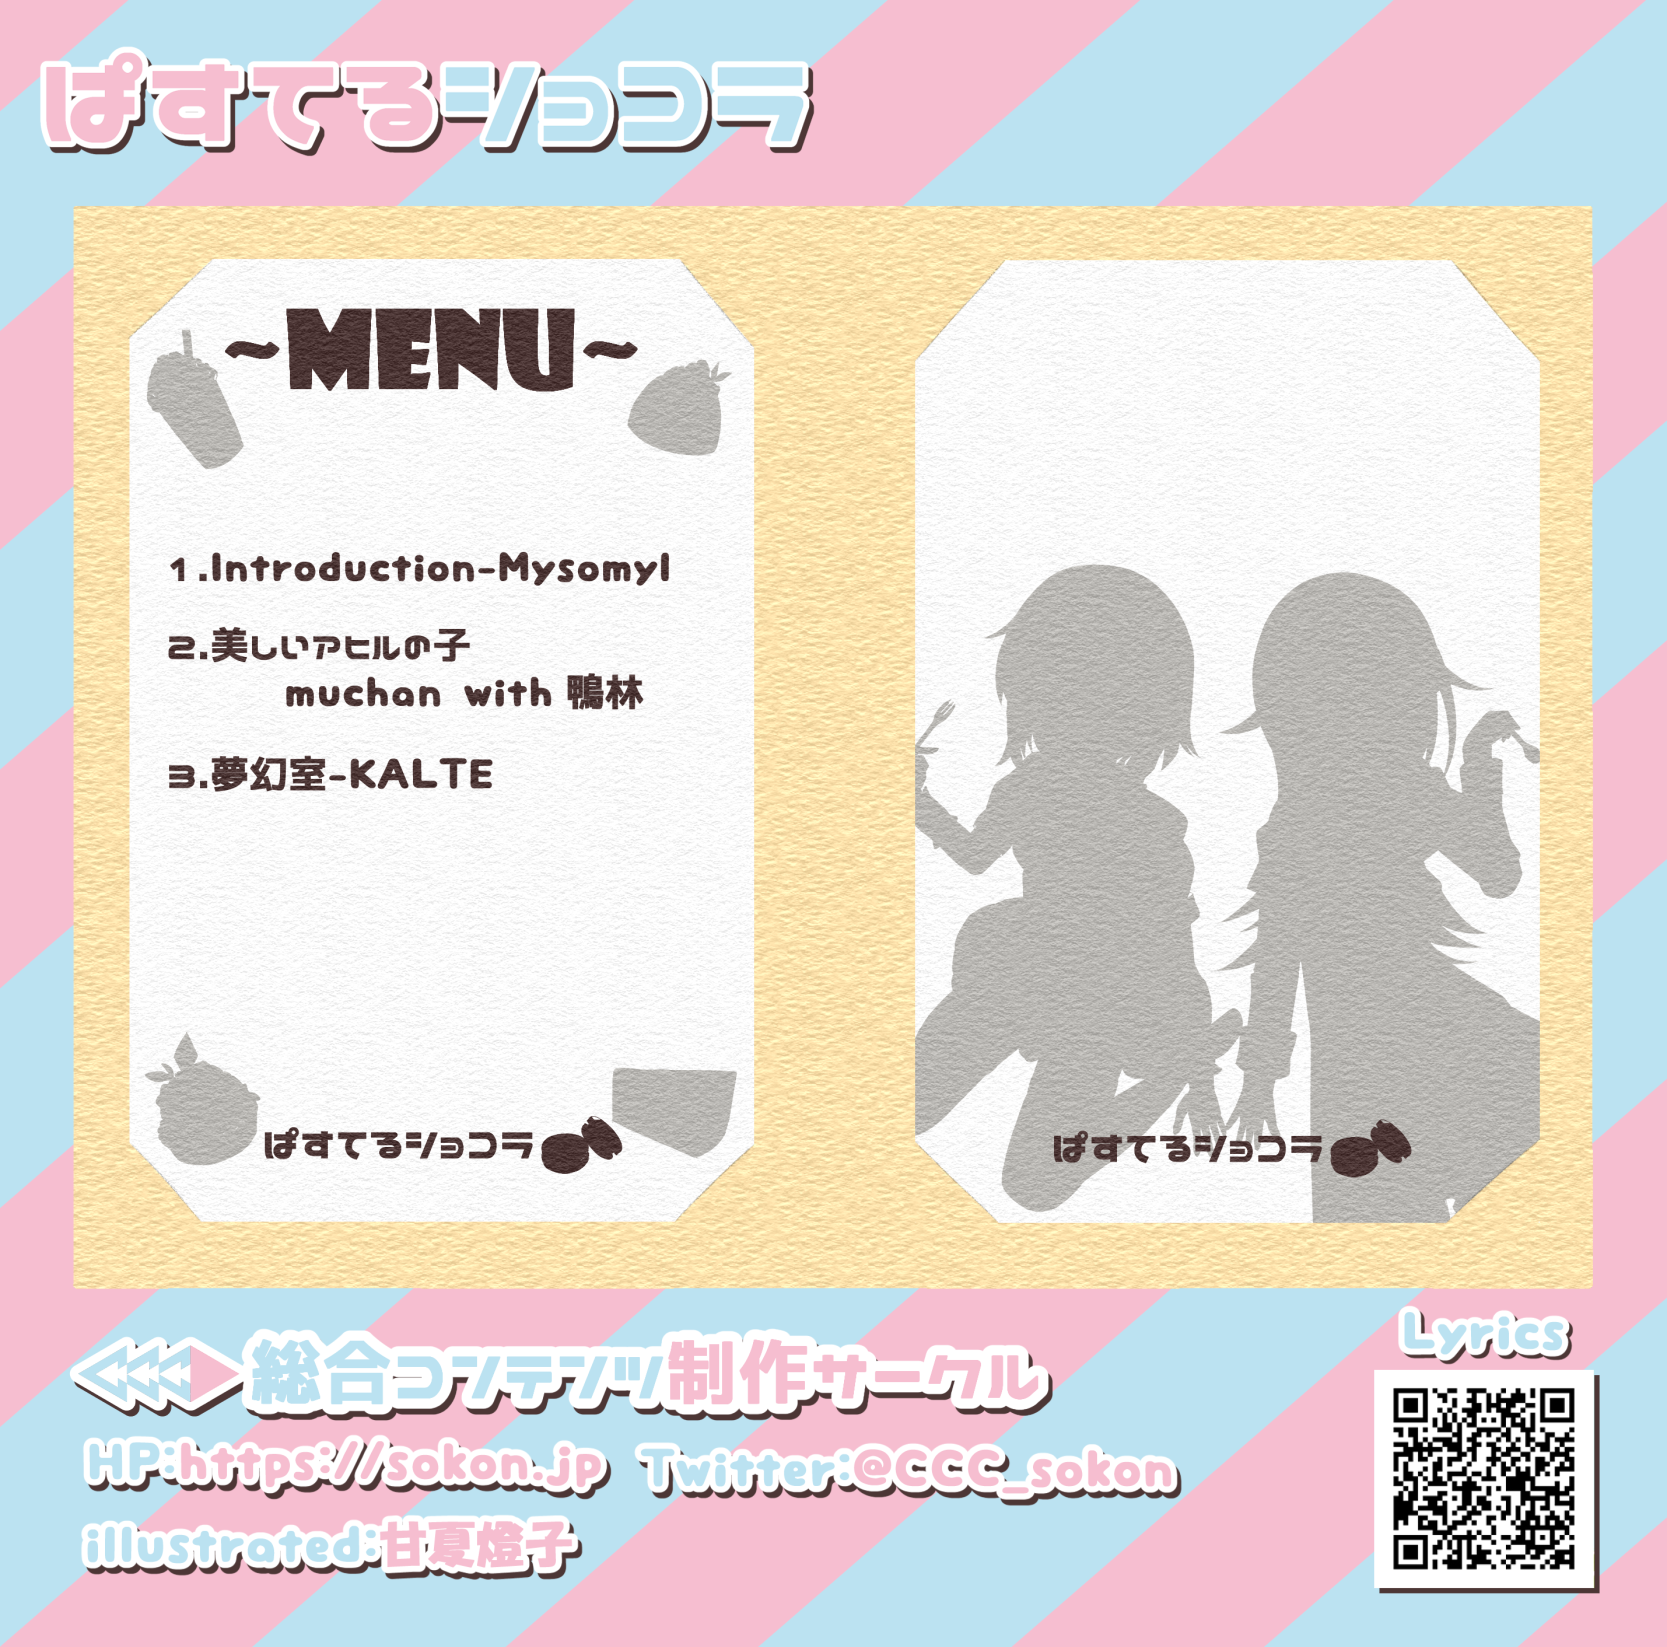 ぱすてるショコラ
~MENU~
1.Introduction-Mysomyl
2.美しいアヒルの子
muchan with 鴨林
3.夢幻室-KALTE
ぱすてるショコラ
ぱすてるショコラ
総合コンテンツ制作サークル
Lyrics
HP:https://sokon.jp Twitter:@CCC_sokon
illustrated:甘夏燈子